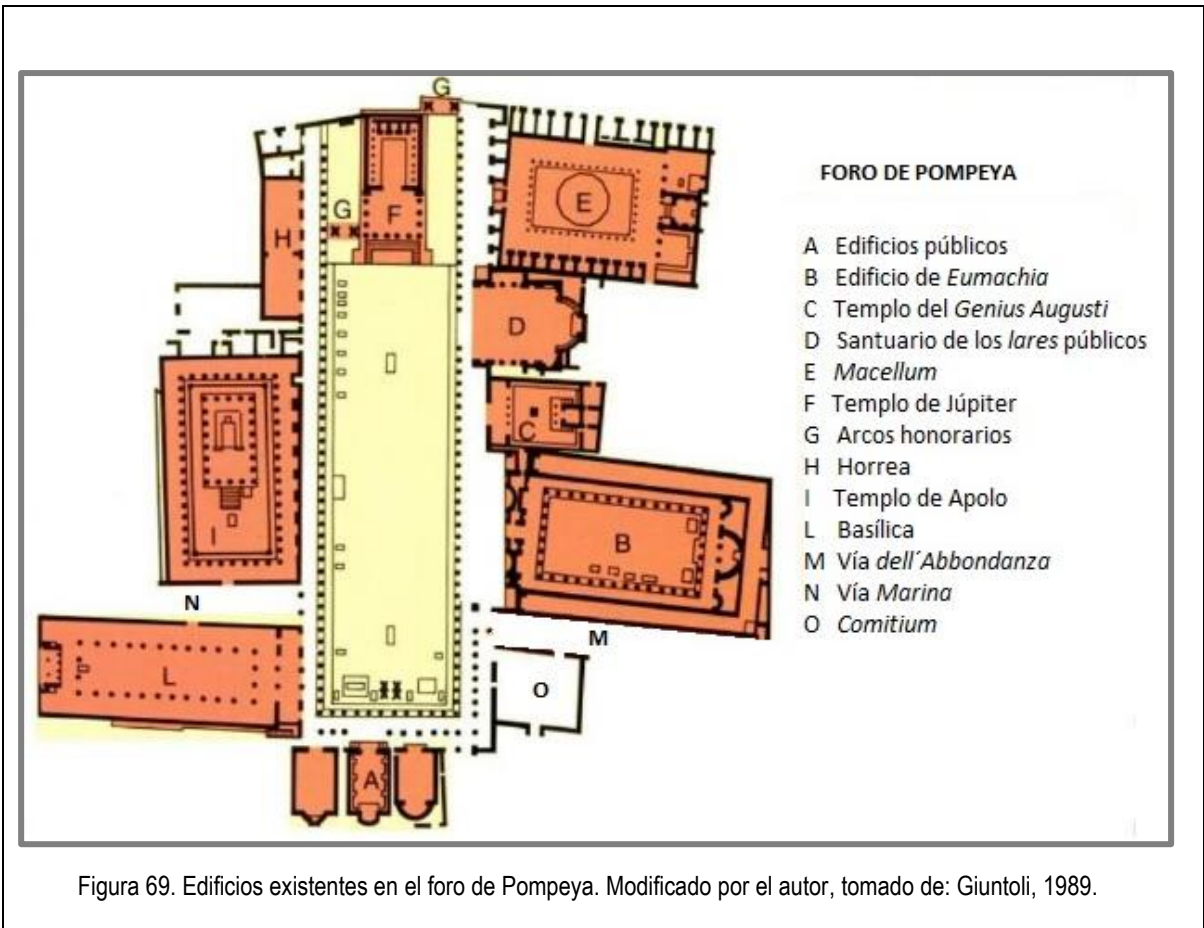 G
G
F
H
E
D
C
I
B
N
M
L
O
A
FORO DE POMPEYA
A Edificios públicos
B Edificio de Eumachia
C Templo del Genius Augusti
D Santuario de los lares públicos
E Macellum
F Templo de Júpiter
G Arcos honorarios
H Horrea
I Templo de Apolo
L Basílica
M Vía dell´Abbondanza
N Vía Marina
O Comitium
Figura 69. Edificios existentes en el foro de Pompeya. Modificado por el autor, tomado de: Giuntoli, 1989.